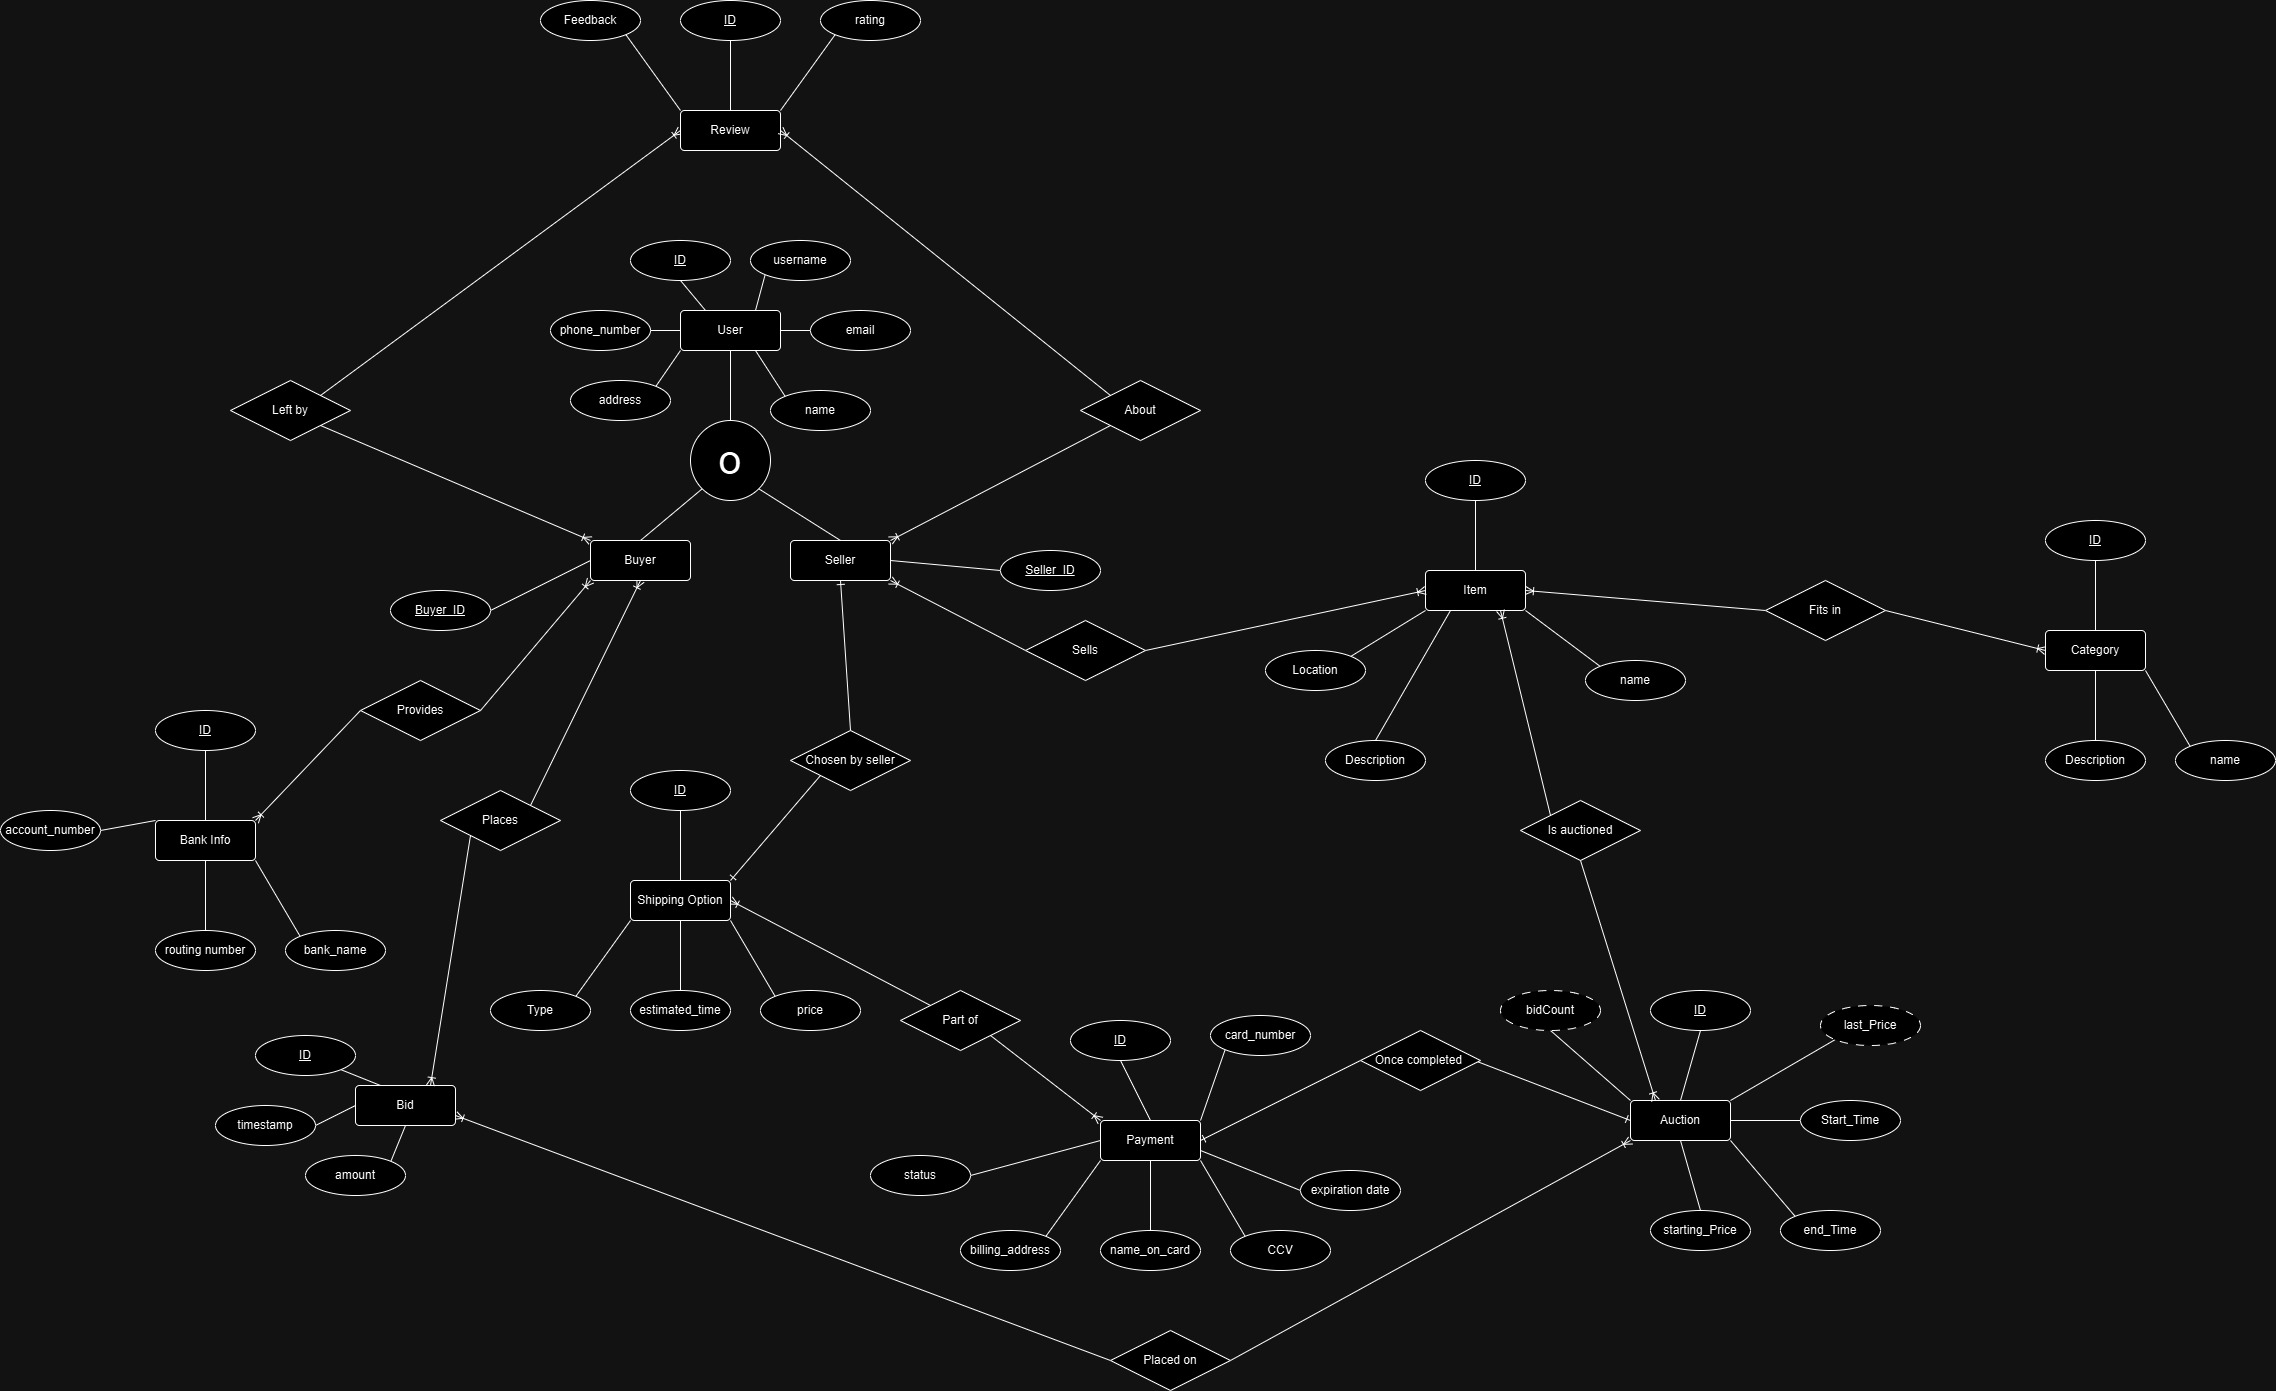 Feedback
ID
rating
Review
ID
username
phone_number
User
email
address
name
Left by
About
O
ID
Buyer
Seller
Seller_ID
Buyer_ID
Item
ID
Fits in
Sells
Location
name
Category
Provides
ID
Description
Description
name
Chosen by seller
ID
Places
account_number
Bank Info
Is auctioned
Shipping Option
routing number
bank_name
Type
estimated_time
price
Part of
bidCount
ID
last_Price
ID
card_number
ID
Once completed
Bid
timestamp
Payment
Auction
Start_Time
amount
status
expiration date
billing_address
name_on_card
CCV
starting_Price
end_Time
Placed on